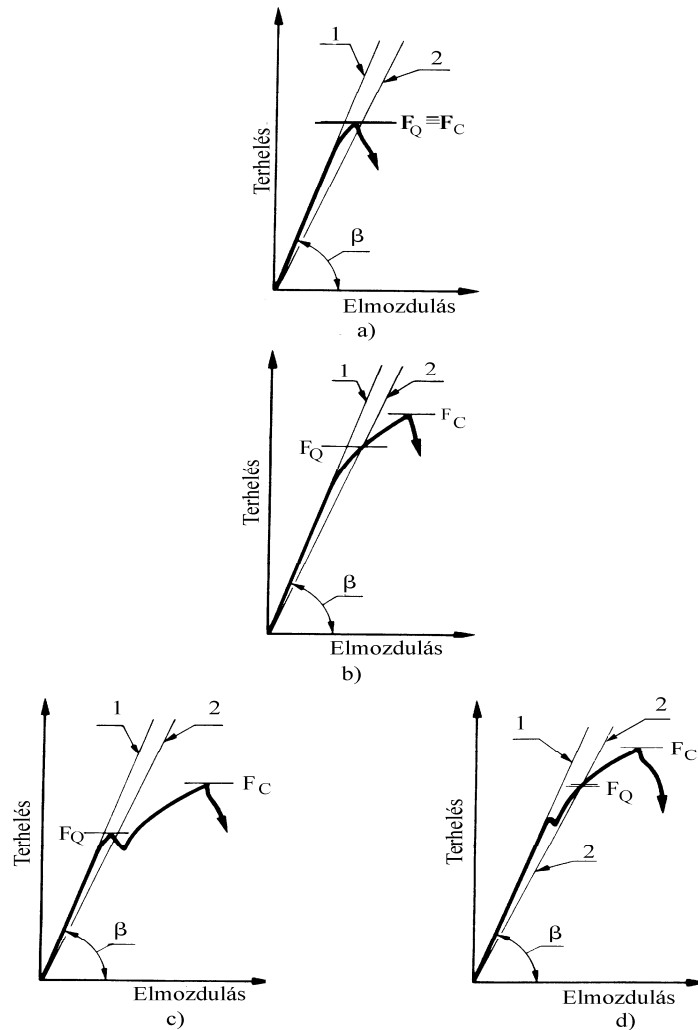 1
2
F_Q ≡F_C
Terhelés
β
Elmozdulás
a)
1
2
F_C
F_Q
Terhelés
β
Elmozdulás
b)
1
2
F_C
F_Q
Terhelés
β
Elmozdulás
c)
1
2
F_C
F_Q
Terhelés
2
β
Elmozdulás
d)